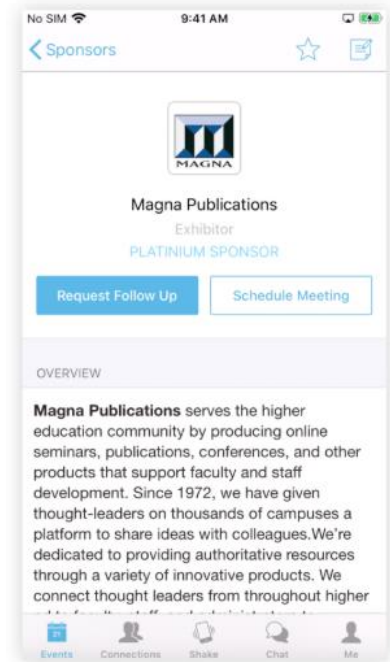 No SIM 9:41 AM
Sponsors
MAGNA
Magna Publications
Exhibitor
PLATINIUM SPONSOR
Request Follow Up Schedule Meeting
OVERVIEW
Magna Publications serves the higher
education community by producing online
seminars, publications, conferences, and other
products that support faculty and staff
development. Since 1972, we have given
thought-leaders on thousands of campuses a
platform to share ideas with colleagues.We're
dedicated to providing authoritative resources
through a variety of innovative products. We
connect thought leaders from throughout higher
21
Events Connections Shake Chat Me